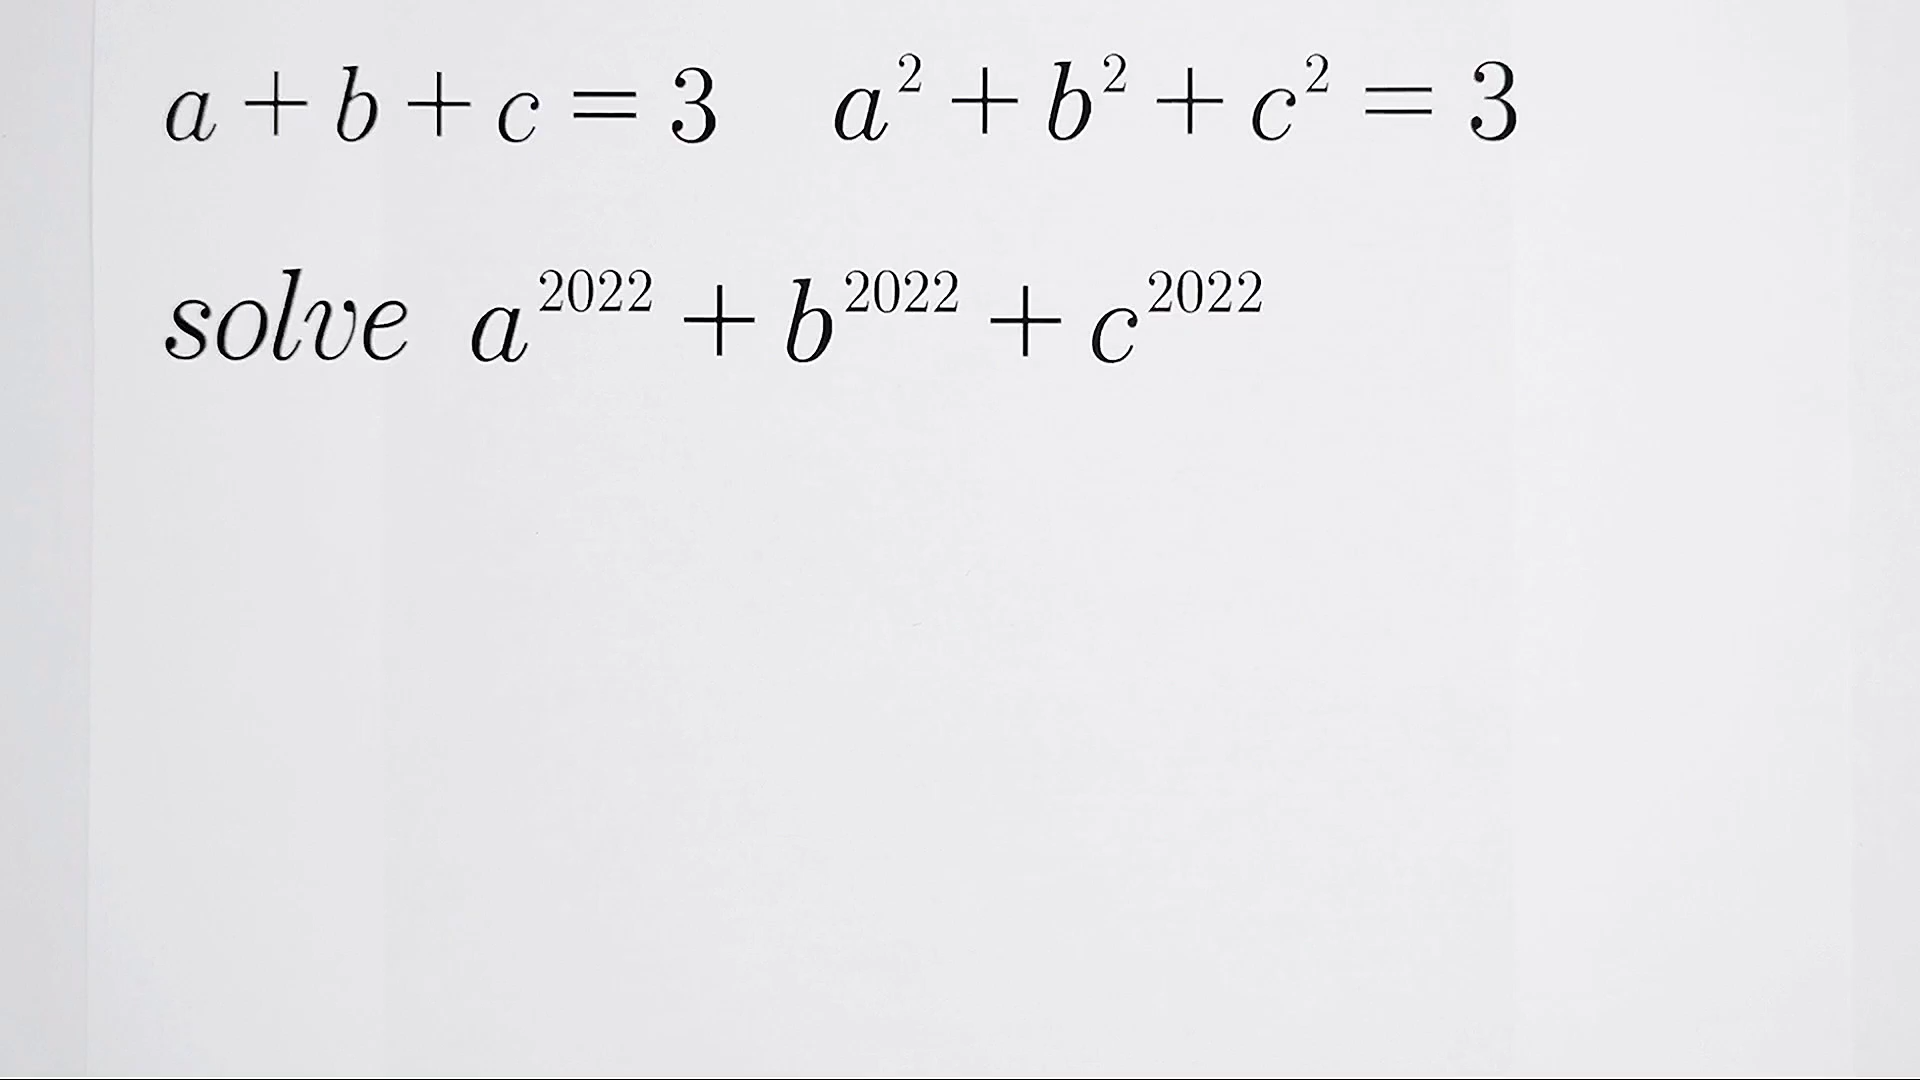 a + b + c = 3   a² + b² + c² = 3
solve a²⁰²² + b²⁰²² + c²⁰²²